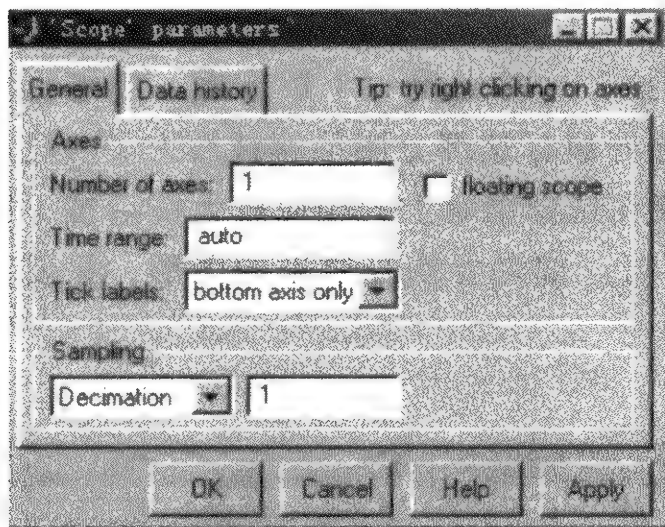 'Scope' parameters
General
Data history
Tip: try right clicking on axes
Axes
Number of axes: 1
floating scope
Time range: auto
Tick labels: bottom axis only
Sampling
Decimation 1
OK
Cancel
Help
Apply